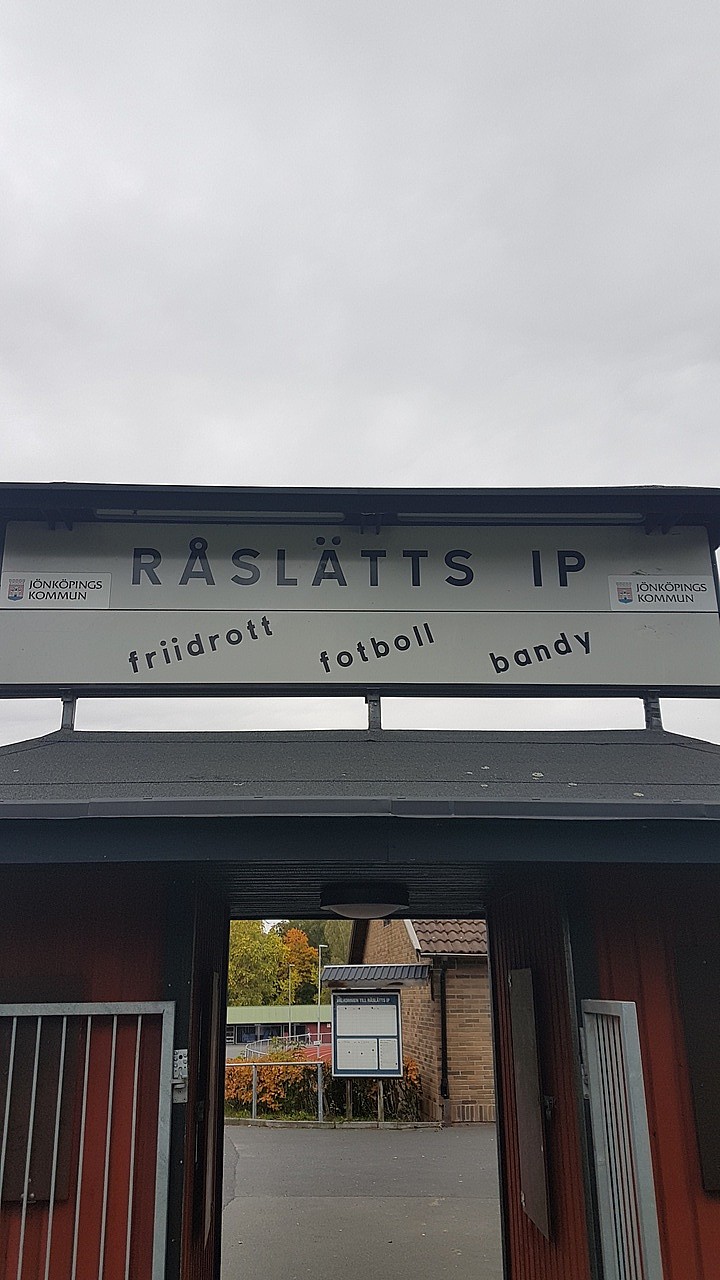 RÅSLÄTTS IP
JÖNKÖPINGS
KOMMUN
JÖNKÖPINGS
KOMMUN
friidrott fotboll bandy
VÄLKOMMEN TILL RÅSLÄTTS IP